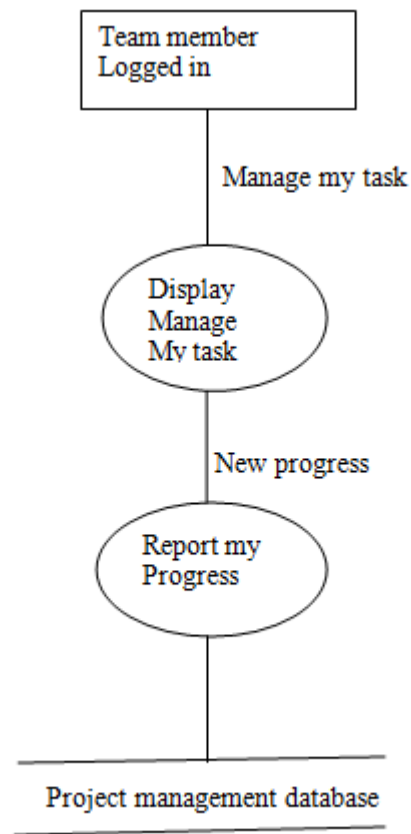 Team member
Logged in
Manage my task
Display
Manage
My task
New progress
Report my
Progress
Project management database